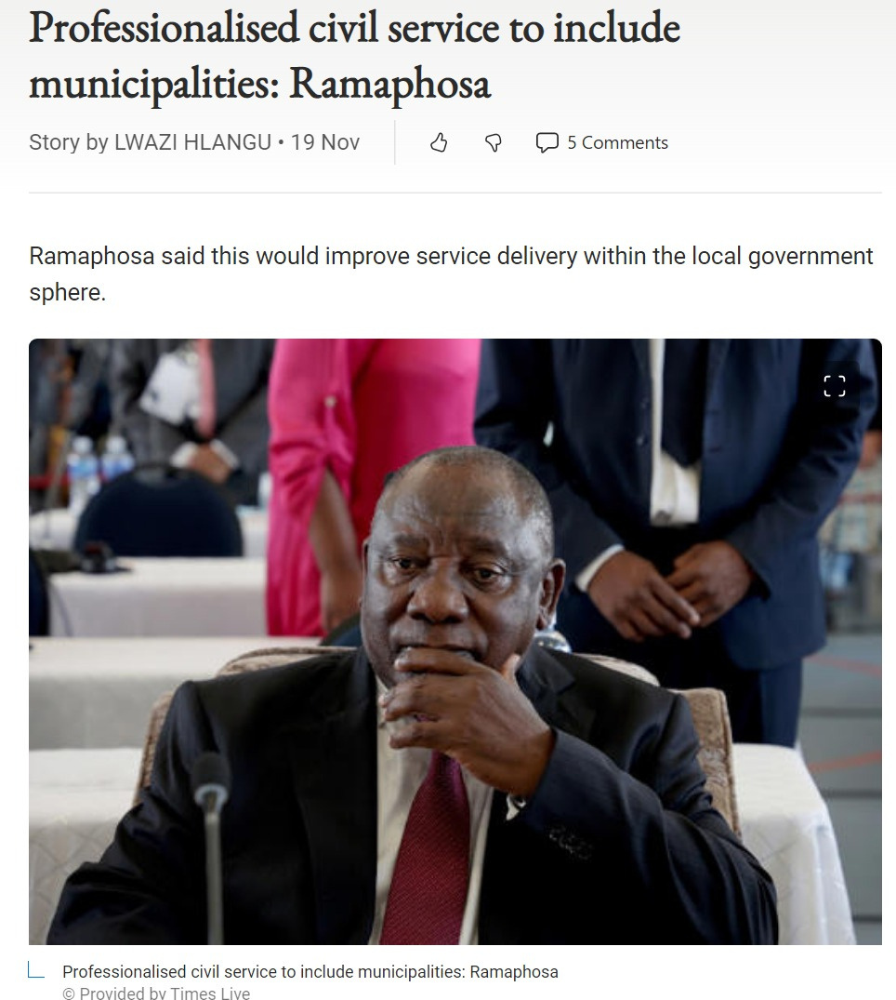 Professionalised civil service to include
municipalities: Ramaphosa
Story by LWAZI HLANGU • 19 Nov
5 Comments
Ramaphosa said this would improve service delivery within the local government
sphere.
Professionalised civil service to include municipalities: Ramaphosa
© Provided by Times Live